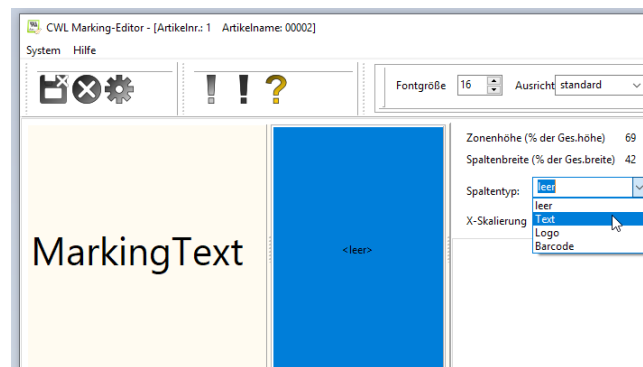 CWL Marking-Editor - [Artikelnr.: 1 Artikelname: 00002]
System Hilfe
Fontgröße 16 Ausricht standard
Zonenhöhe (% der Ges.höhe) 69
Spaltenbreite (% der Ges.breite) 42
Spaltentyp: leer
leer
X-Skalierung Text
Logo
Barcode
MarkingText
<leer>